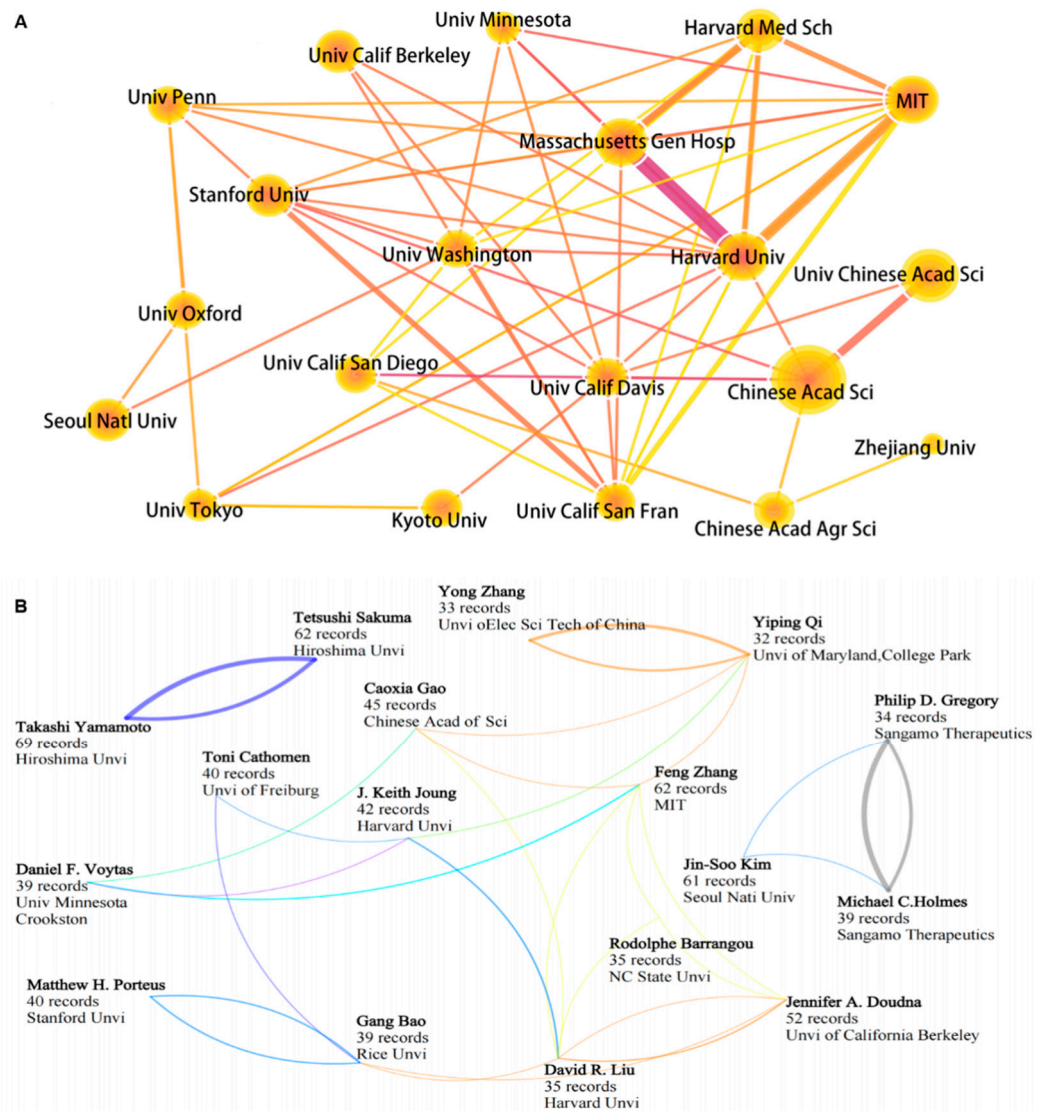 A
Univ Minnesota
Harvard Med Sch
Univ Calif Berkeley
Univ Penn
MIT
Massachusetts Gen Hosp
Stanford Univ
Univ Washington
Harvard Univ
Univ Chinese Acad Sci
Univ Oxford
Univ Calif San Diego
Univ Calif Davis
Chinese Acad Sci
Seoul Natl Univ
Zhejiang Univ
Univ Tokyo
Kyoto Univ
Univ Calif San Fran
Chinese Acad Agr Sci
B
Yong Zhang
33 records
Unvi oElec Sci Tech of China
Tetsushi Sakuma
62 records
Hiroshima Unvi
Yiping Qi
32 records
Unvi of Maryland,College Park
Caoxia Gao
45 records
Chinese Acad of Sci
Philip D. Gregory
34 records
Sangamo Therapeutics
Takashi Yamamoto
69 records
Hiroshima Unvi
Toni Cathomen
40 records
Unvi of Freiburg
J. Keith Joung
42 records
Harvard Unvi
Feng Zhang
62 records
MIT
Daniel F. Voytas
39 records
Univ Minnesota
Crookston
Jin-Soo Kim
61 records
Seoul Nati Univ
Michael C.Holmes
39 records
Sangamo Therapeutics
Rodolphe Barrangou
35 records
NC State Unvi
Matthew H. Porteus
40 records
Stanford Unvi
Gang Bao
39 records
Rice Unvi
Jennifer A. Doudna
52 records
Unvi of California Berkeley
David R. Liu
35 records
Harvard Unvi